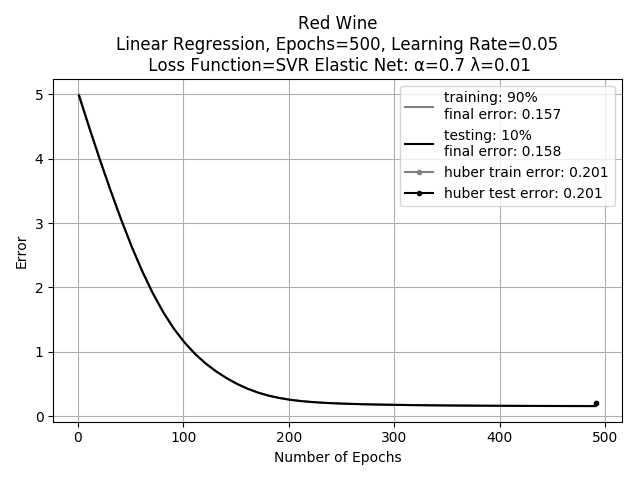 Red Wine
Linear Regression, Epochs=500, Learning Rate=0.05
Loss Function=SVR Elastic Net: α=0.7 λ=0.01
training: 90%
final error: 0.157
testing: 10%
final error: 0.158
huber train error: 0.201
huber test error: 0.201
Error
5
4
3
2
1
0
0 100 200 300 400 500
Number of Epochs